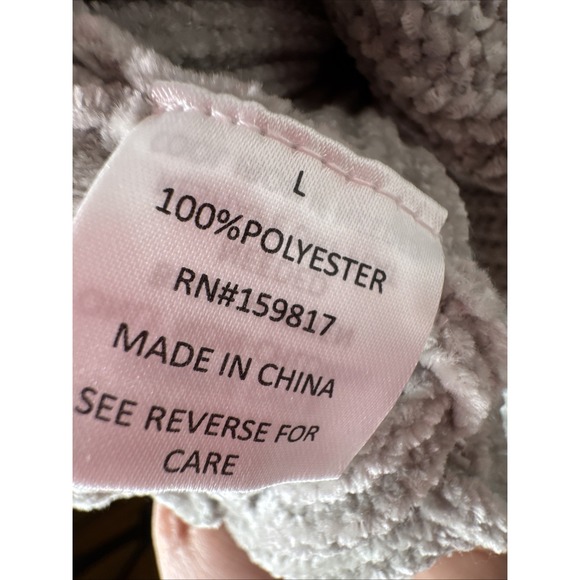 L
100%POLYESTER
RN#159817
MADE IN CHINA
SEE REVERSE FOR
CARE